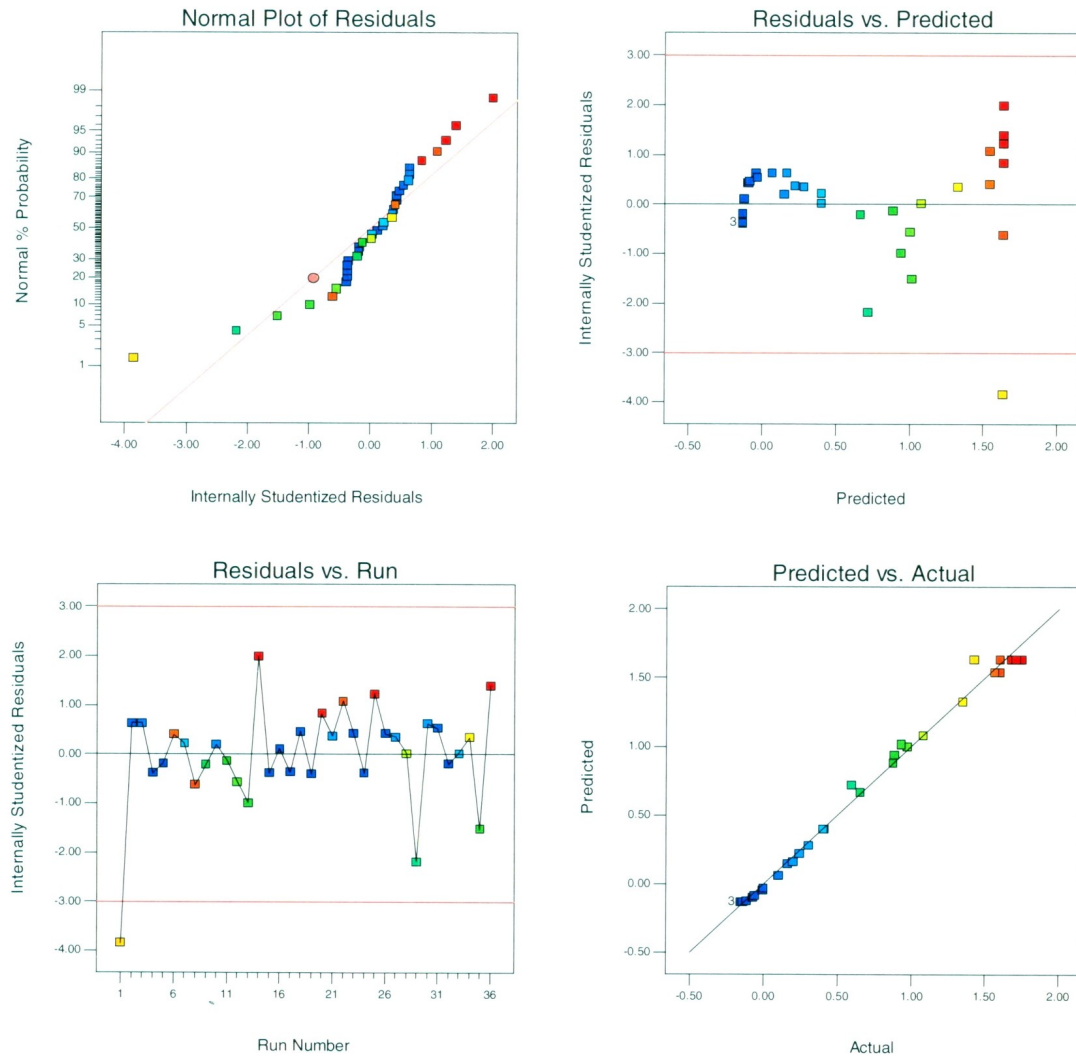 Normal Plot of Residuals
Normal % Probability
99
95
90
80
70
50
30
20
10
5
1
-4.00 -3.00 -2.00 -1.00 0.00 1.00 2.00
Internally Studentized Residuals
Residuals vs. Predicted
Internally Studentized Residuals
3.00
2.00
1.00
0.00
3
-1.00
-2.00
-3.00
-4.00
-0.50 0.00 0.50 1.00 1.50 2.00
Predicted
Residuals vs. Run
Internally Studentized Residuals
3.00
2.00
1.00
0.00
-1.00
-2.00
-3.00
-4.00
1 6 11 16 21 26 31 36
Run Number
Predicted vs. Actual
Predicted
2.00
1.50
1.00
0.50
0.00
3
-0.50
-0.50 0.00 0.50 1.00 1.50 2.00
Actual